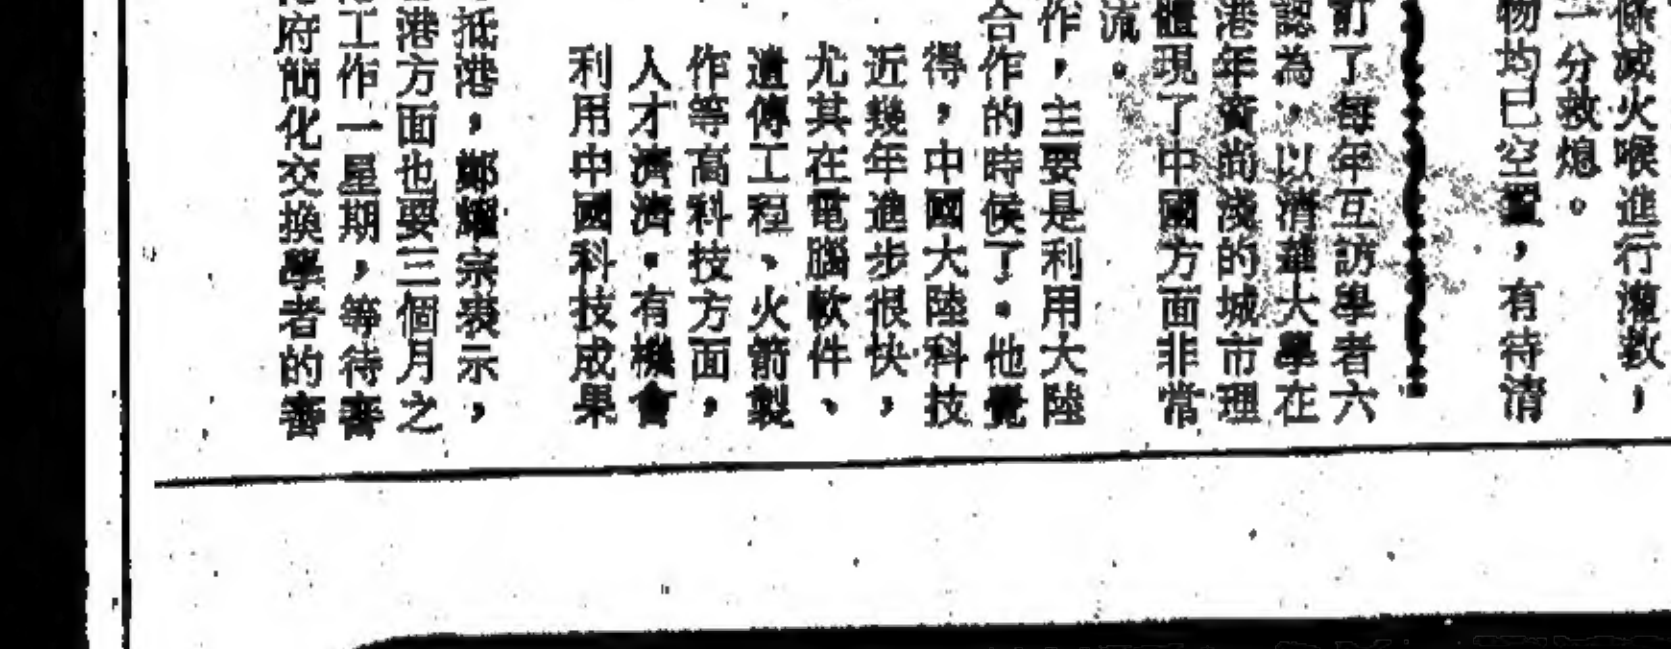 條滅火喉進行灌救，
一分救熄。
物均已空置，有待清
訂了每年互訪學者六
認為，以清華大學在
港年資尚淺的城市理
體現了中國方面非常
流。
作，主要是利用大陸
合作的時候了。他覺
得，中國大陸科技
近幾年進步很快，
尤其在電腦軟件、
遺傳工程、火箭製
作等高科技方面，
人才濟濟。有機會
利用中國科技成果
抵港，鄭耀宗表示，
港方面也要三個月之
工作一星期，等待審
府簡化交換學者的審